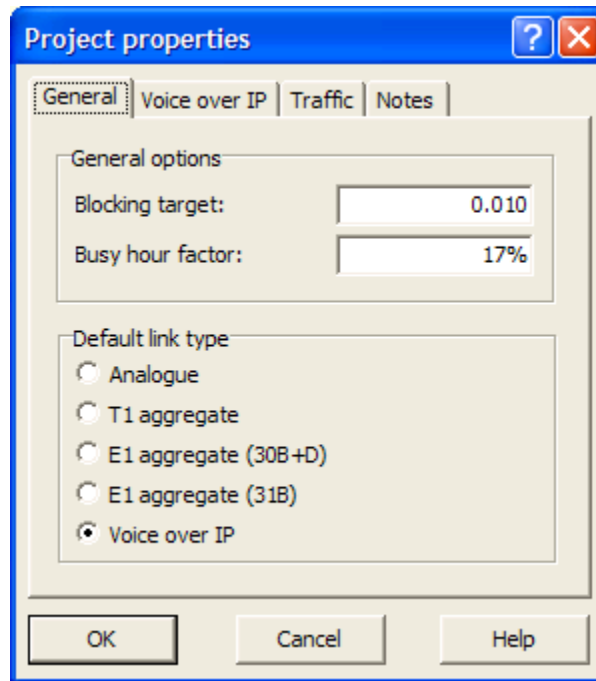 Project properties ?
General Voice over IP Traffic Notes
General options
Blocking target: 0.010
Busy hour factor: 17%
Default link type
Analogue
T1 aggregate
E1 aggregate (30B+D)
E1 aggregate (31B)
Voice over IP
OK Cancel Help